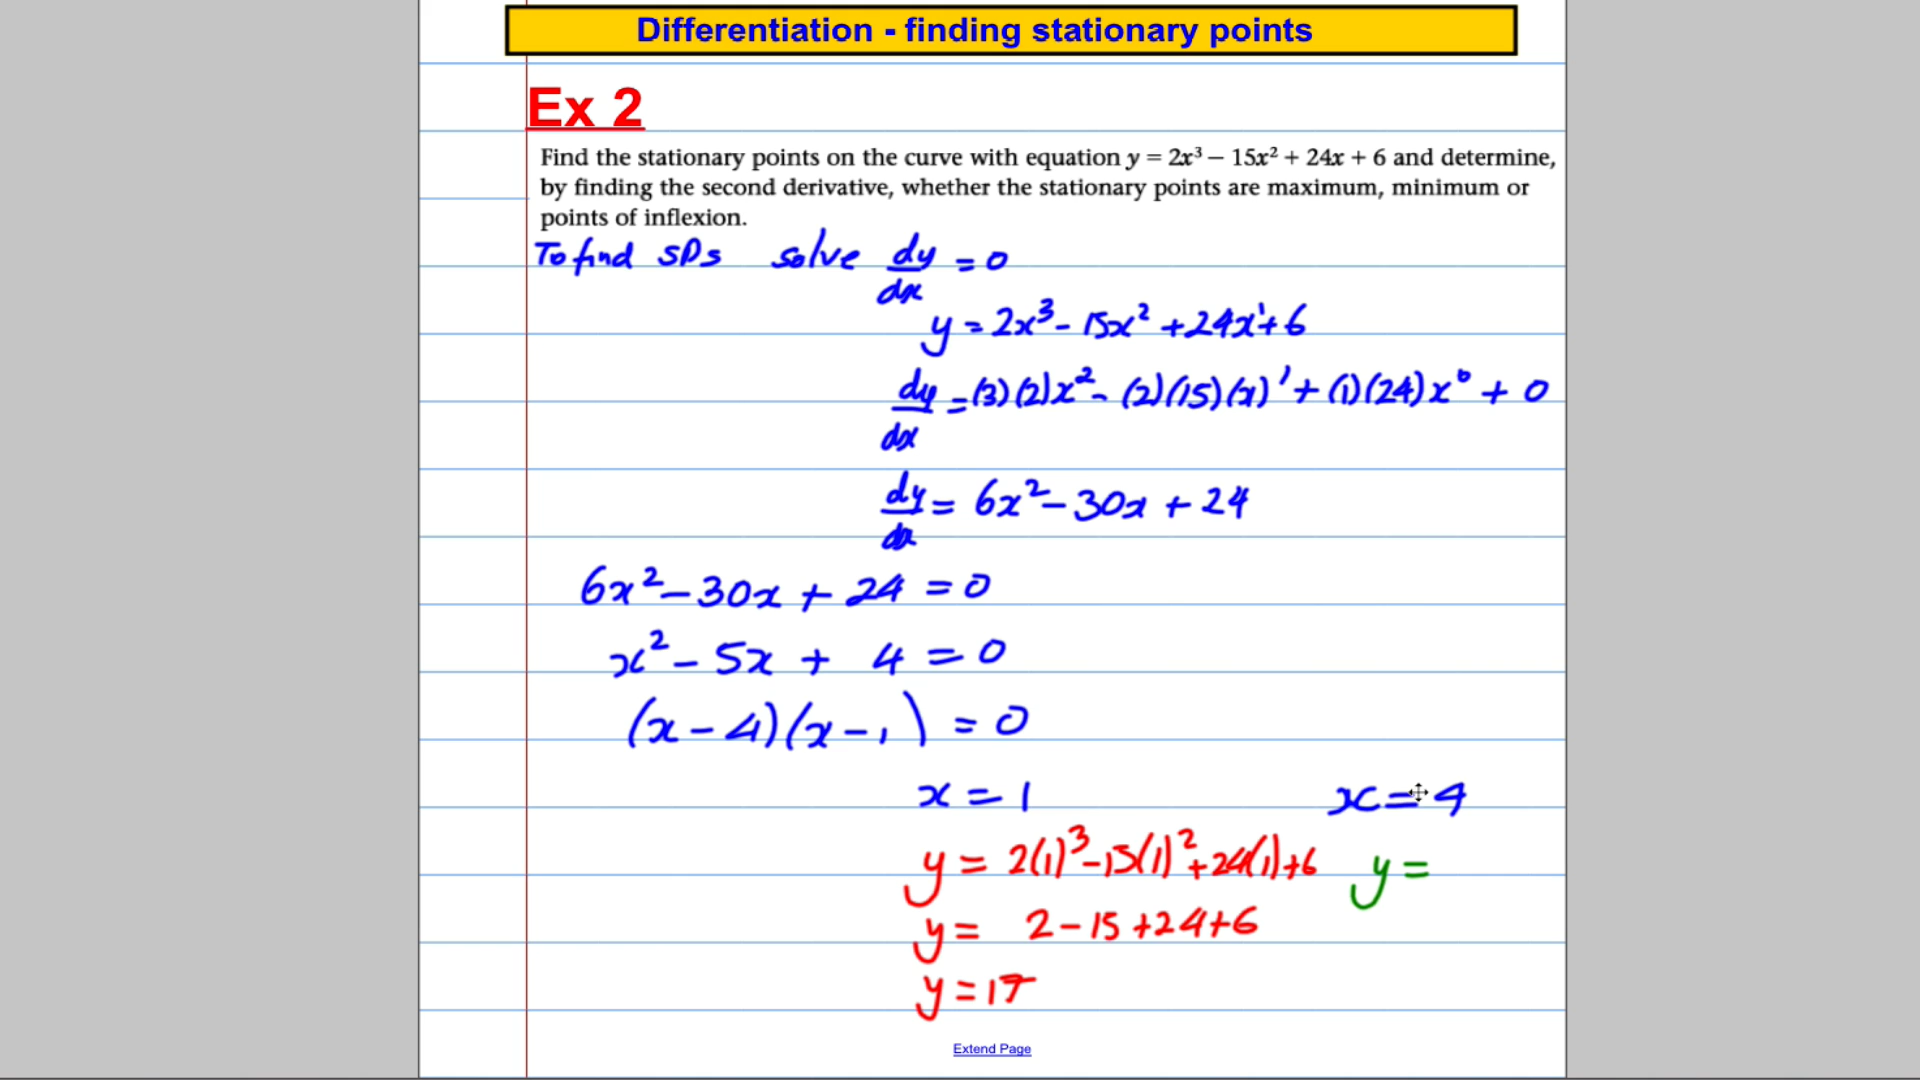 Differentiation - finding stationary points
Ex 2
Find the stationary points on the curve with equation y = 2x³ – 15x² + 24x + 6 and determine,
by finding the second derivative, whether the stationary points are maximum, minimum or
points of inflexion.
To find SPs solve dy/dx = 0
y = 2x³ - 15x² + 24x¹ + 6
dy/dx = (3)(2)x² - (2)(15)(x)¹ + (1)(24)x⁰ + 0
dy/dx = 6x² - 30x + 24
6x² - 30x + 24 = 0
x² - 5x + 4 = 0
(x - 4)(x - 1) = 0
x = 1 x = 4
y = 2(1)³ - 15(1)² + 24(1) + 6 y =
y = 2 - 15 + 24 + 6
y = 17
Extend Page